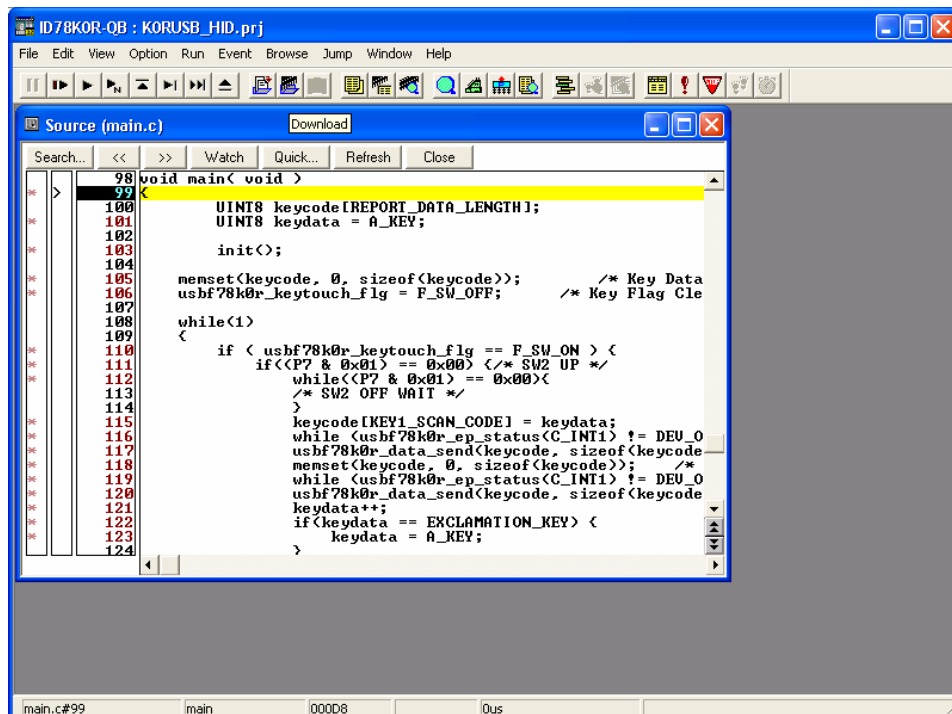 ID78K0R-QB : K0RUSB_HID.prj
File Edit View Option Run Event Browse Jump Window Help
Source (main.c)
Download
Search... << >> Watch Quick... Refresh Close
98 void main( void )
> 99 {
100 UINT8 keycode[REPORT_DATA_LENGTH];
* 101 UINT8 keydata = A_KEY;
102
* 103 init();
104
* 105 memset(keycode, 0, sizeof(keycode)); /* Key Data
* 106 usbf78k0r_keytouch_flg = F_SW_OFF; /* Key Flag Cle
107
108 while(1)
109 {
* 110 if ( usbf78k0r_keytouch_flg == F_SW_ON ) {
* 111 if((P7 & 0x01) == 0x00) {/* SW2 UP */
* 112 while((P7 & 0x01) == 0x00){
113 /* SW2 OFF WAIT */
114 }
* 115 keycode[KEY1_SCAN_CODE] = keydata;
* 116 while (usbf78k0r_ep_status(C_INT1) != DEV_O
* 117 usbf78k0r_data_send(keycode, sizeof(keycode
* 118 memset(keycode, 0, sizeof(keycode)); /*
* 119 while (usbf78k0r_ep_status(C_INT1) != DEV_O
* 120 usbf78k0r_data_send(keycode, sizeof(keycode
* 121 keydata++;
* 122 if(keydata == EXCLAMATION_KEY) {
* 123 keydata = A_KEY;
124 }
main.c#99 main 000D8 0us